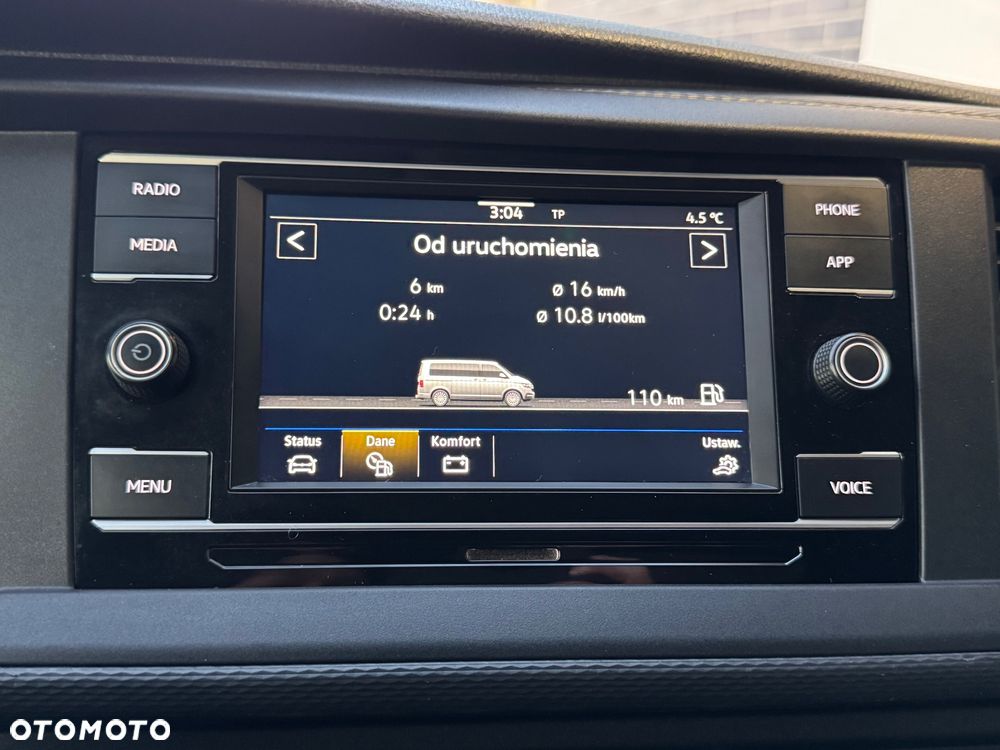 RADIO
MEDIA
MENU
3:04 TP 4.5 °C
< Od uruchomienia >
6 km ø 16 km/h
0:24 h ø 10.8 l/100km
110 km
Status Dane Komfort Ustaw.
PHONE
APP
VOICE
OTOMOTO